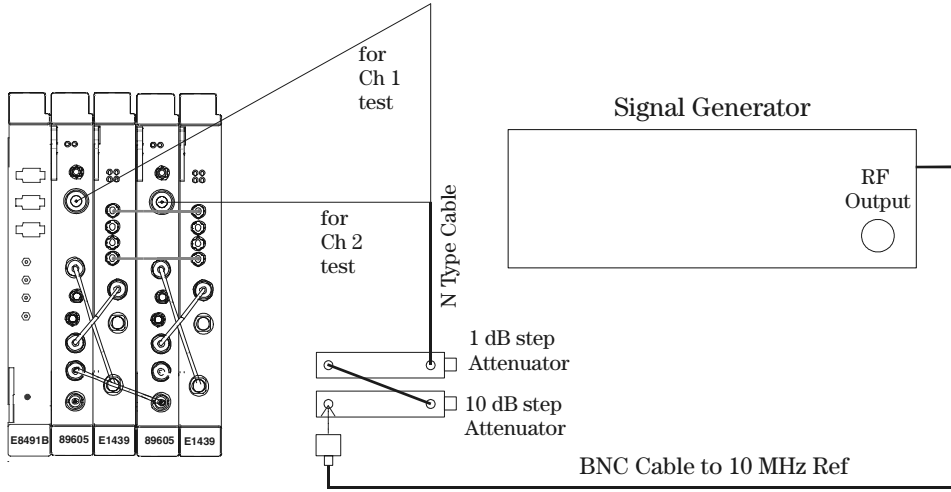 for
Ch 1
test
Signal Generator
RF
Output
for
Ch 2
test
N Type Cable
1 dB step
Attenuator
10 dB step
Attenuator
E8491B
89605
E1439
89605
E1439
BNC Cable to 10 MHz Ref